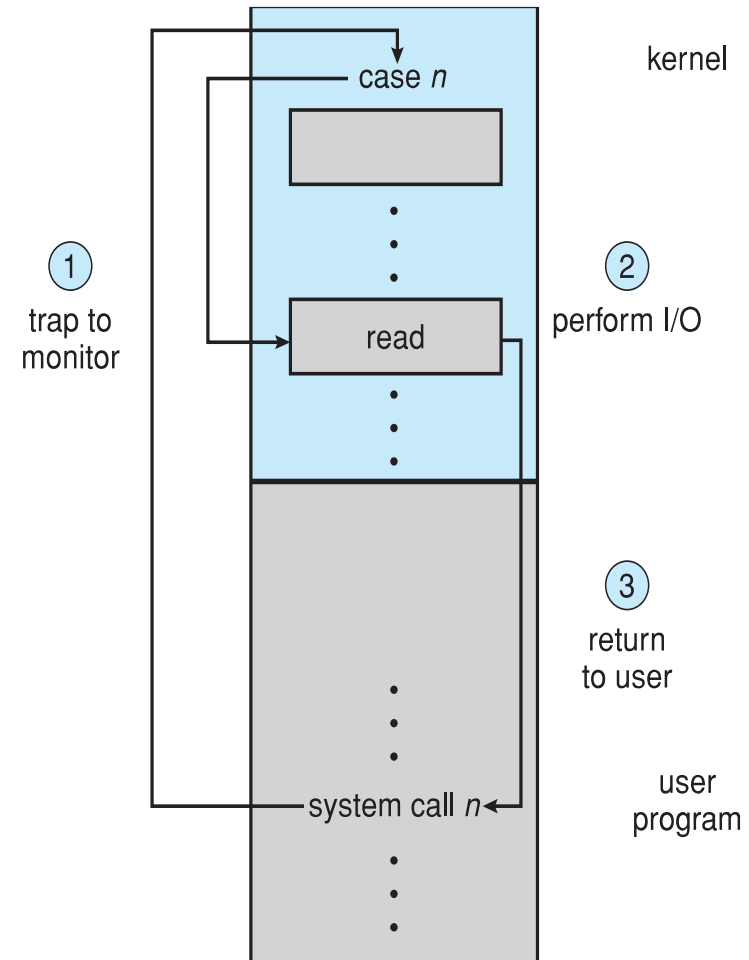 kernel
case n
1
trap to
monitor
2
perform I/O
read
3
return
to user
system call n
user
program